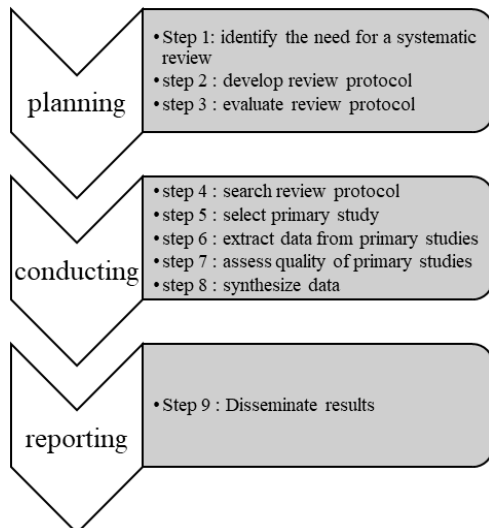 planning
• Step 1: identify the need for a systematic
review
• step 2 : develop review protocol
• step 3 : evaluate review protocol
conducting
• step 4 : search review protocol
• step 5 : select primary study
• step 6 : extract data from primary studies
• step 7 : assess quality of primary studies
• step 8 : synthesize data
reporting
• Step 9 : Disseminate results